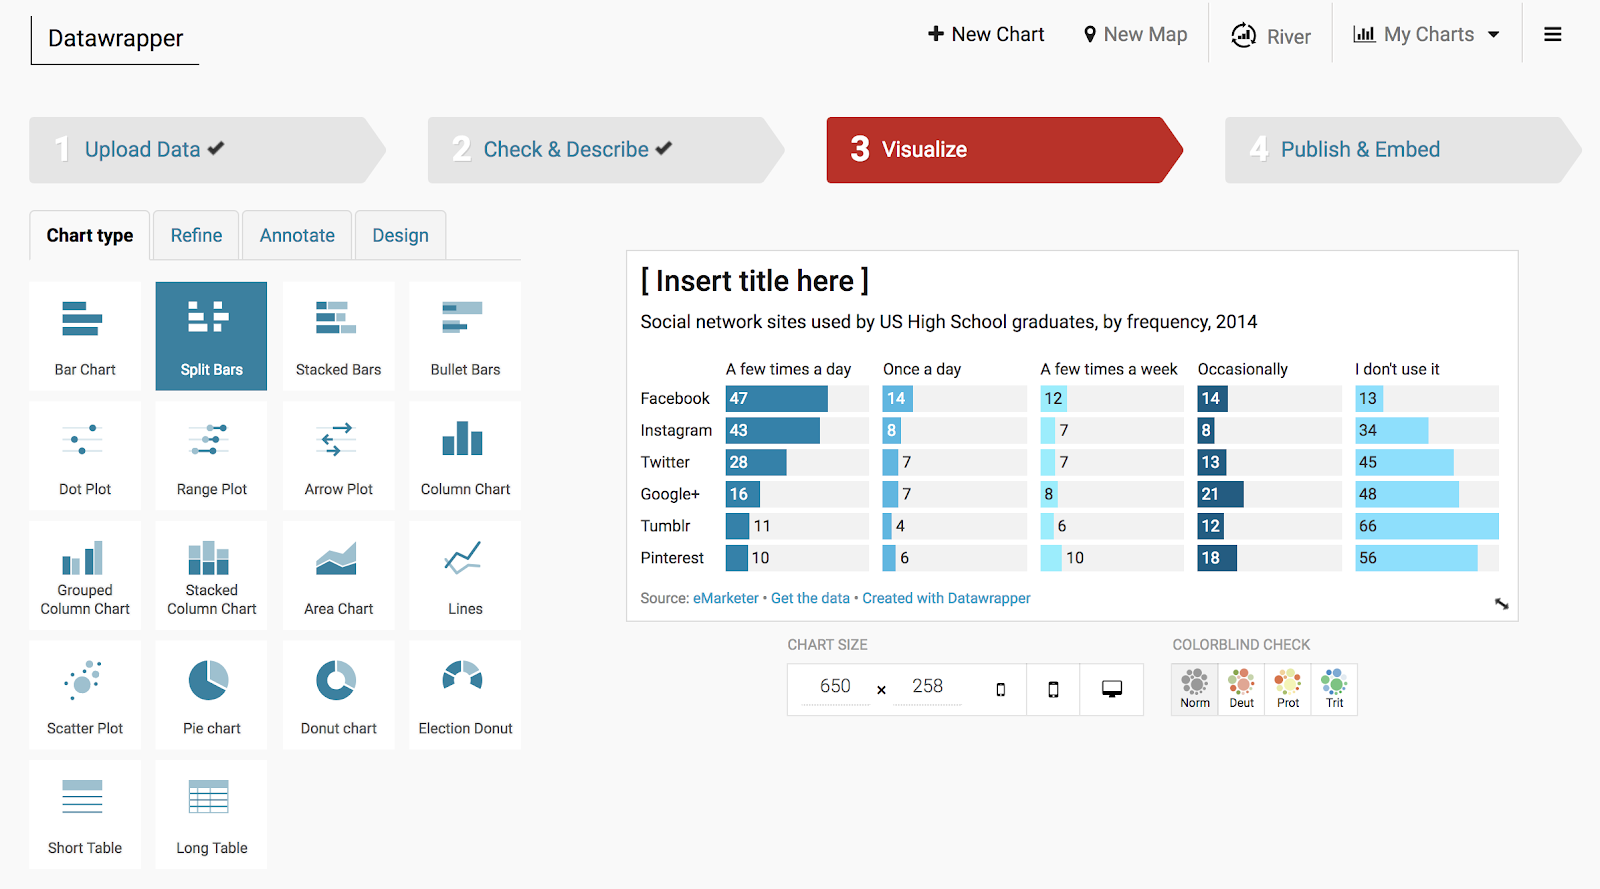 Datawrapper
New Chart
New Map
River
My Charts
1 Upload Data
2 Check & Describe
3 Visualize
4 Publish & Embed
Chart type
Refine
Annotate
Design
Bar Chart
Split Bars
Stacked Bars
Bullet Bars
Dot Plot
Range Plot
Arrow Plot
Column Chart
Grouped
Column Chart
Stacked
Column Chart
Area Chart
Lines
Scatter Plot
Pie chart
Donut chart
Election Donut
Short Table
Long Table
[ Insert title here ]
Social network sites used by US High School graduates, by frequency, 2014
A few times a day Once a day A few times a week Occasionally I don't use it
Facebook 47 14 12 14 13
Instagram 43 8 7 8 34
Twitter 28 7 7 13 45
Google+ 16 7 8 21 48
Tumblr 11 4 6 12 66
Pinterest 10 6 10 18 56
Source: eMarketer • Get the data • Created with Datawrapper
CHART SIZE
650 × 258
COLORBLIND CHECK
Norm Deut Prot Trit